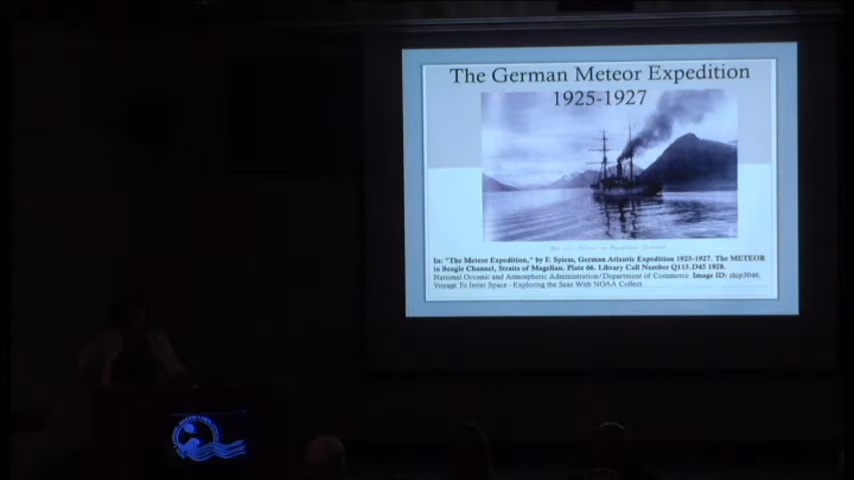 The German Meteor Expedition
1925-1927
In: "The Meteor Expedition," by F. Spiess, German Atlantis Expedition 1925-1927. The METEOR
in Beagle Channel, Straits of Magellan. Plate 66. Library Call Number Q115.D45 1928.
National Oceanic and Atmospheric Administration/Department of Commerce. Image ID: ship3046,
Voyage To Inner Space - Exploring the Seas With NOAA Collect